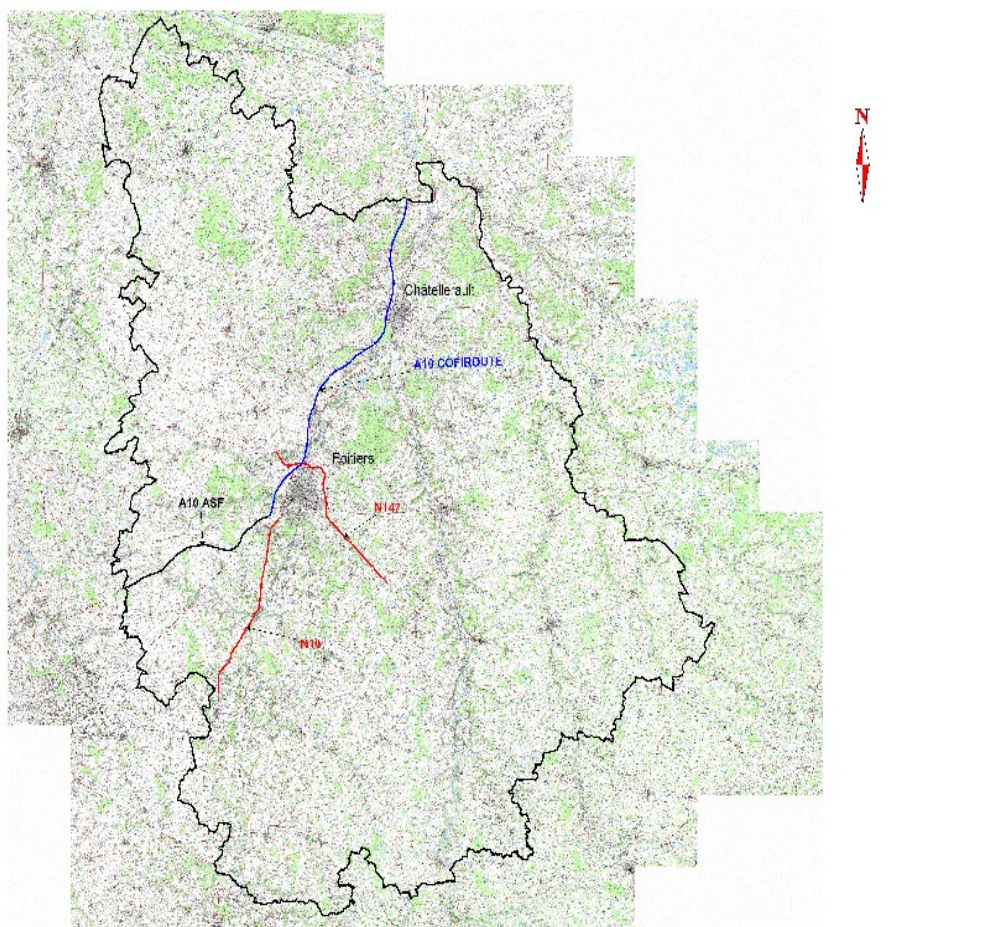 N
Châtellerault
A10 COFIROUTE
Poitiers
A10 ASF
N147
N10